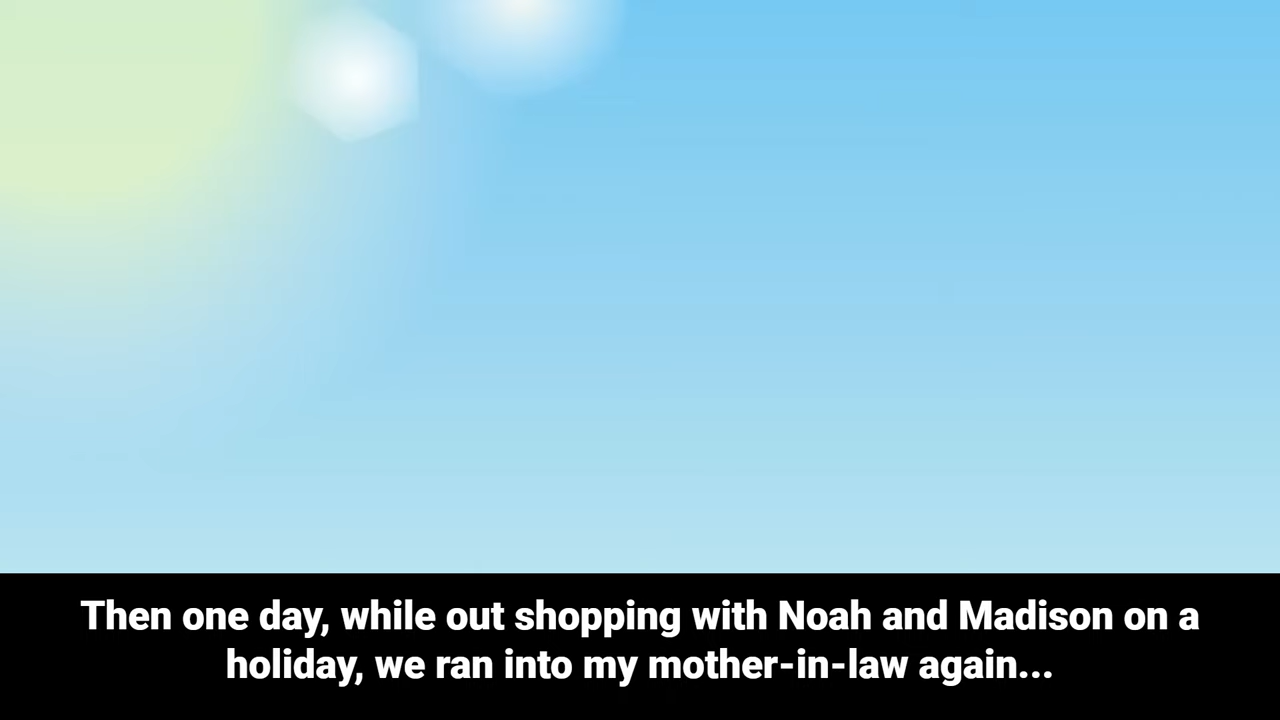 Then one day, while out shopping with Noah and Madison on a
holiday, we ran into my mother-in-law again...